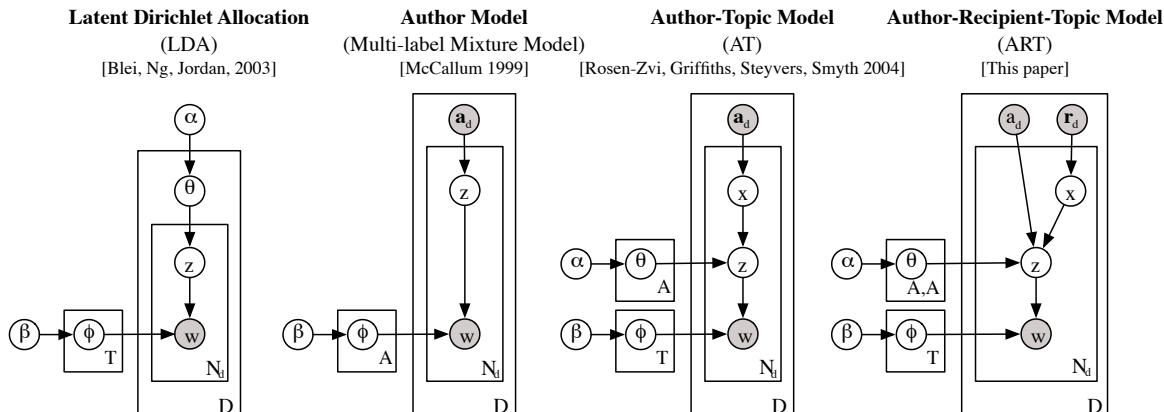 Latent Dirichlet Allocation
(LDA)
[Blei, Ng, Jordan, 2003]
α
θ
z
β
ϕ
T
w
N_d
D
Author Model
(Multi-label Mixture Model)
[McCallum 1999]
a_d
z
β
ϕ
A
w
N_d
D
Author-Topic Model
(AT)
[Rosen-Zvi, Griffiths, Steyvers, Smyth 2004]
a_d
x
α
θ
A
z
β
ϕ
T
w
N_d
D
Author-Recipient-Topic Model
(ART)
[This paper]
a_d
r_d
x
α
θ
A,A
z
β
ϕ
T
w
N_d
D